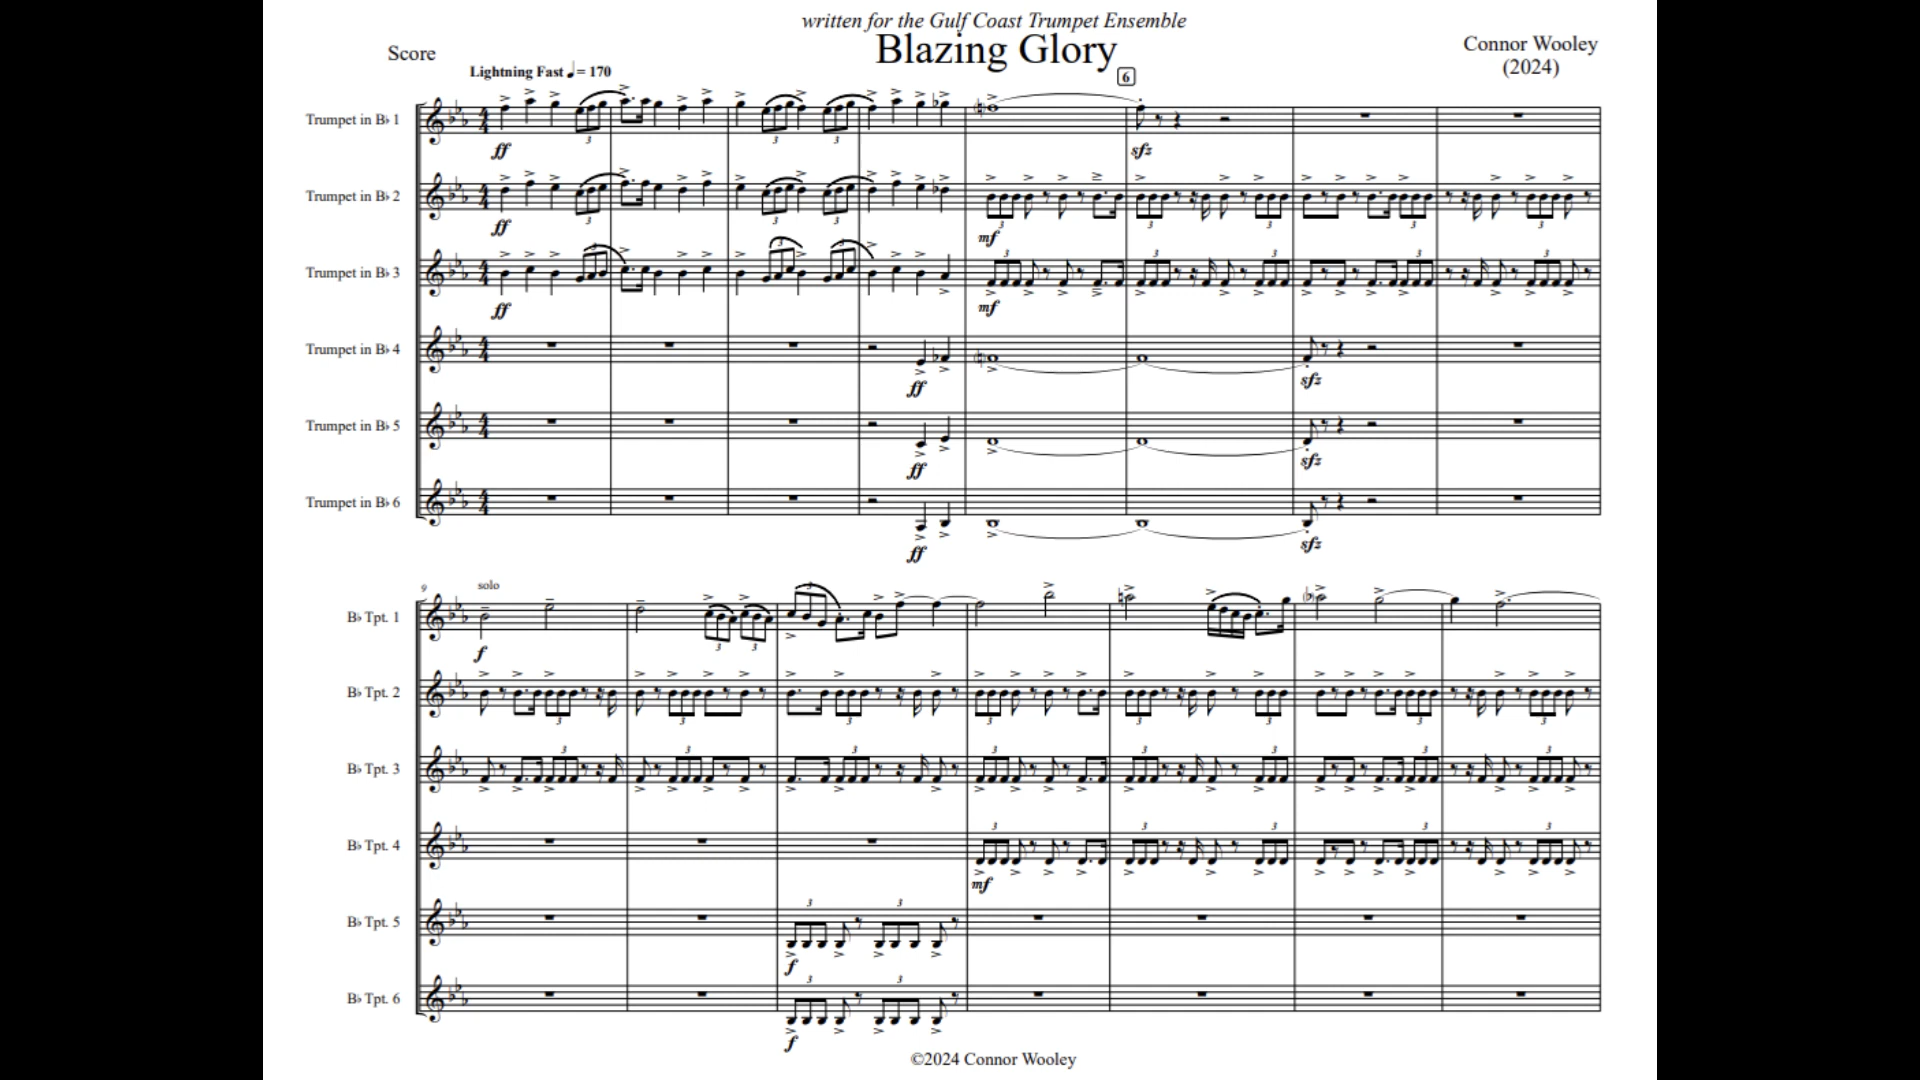 written for the Gulf Coast Trumpet Ensemble
Score
Blazing Glory
Connor Wooley
(2024)
Lightning Fast ♩= 170
6
Trumpet in B♭ 1
ff
sfz
Trumpet in B♭ 2
ff
mf
Trumpet in B♭ 3
ff
mf
Trumpet in B♭ 4
ff
sfz
Trumpet in B♭ 5
ff
sfz
Trumpet in B♭ 6
ff
sfz
9
solo
B♭ Tpt. 1
f
B♭ Tpt. 2
B♭ Tpt. 3
B♭ Tpt. 4
mf
B♭ Tpt. 5
f
B♭ Tpt. 6
f
©2024 Connor Wooley